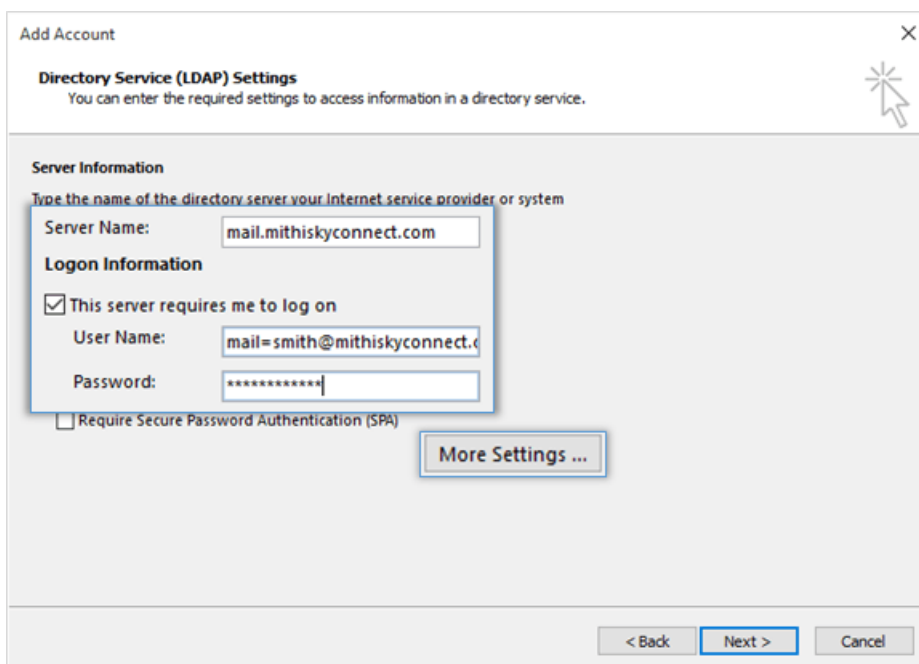 Add Account
Directory Service (LDAP) Settings
You can enter the required settings to access information in a directory service.
Server Information
Type the name of the directory server your Internet service provider or system
Server Name: mail.mithiskyconnect.com
Logon Information
This server requires me to log on
User Name: mail=smith@mithiskyconnect.c
Password: ************
Require Secure Password Authentication (SPA)
More Settings ...
< Back Next > Cancel